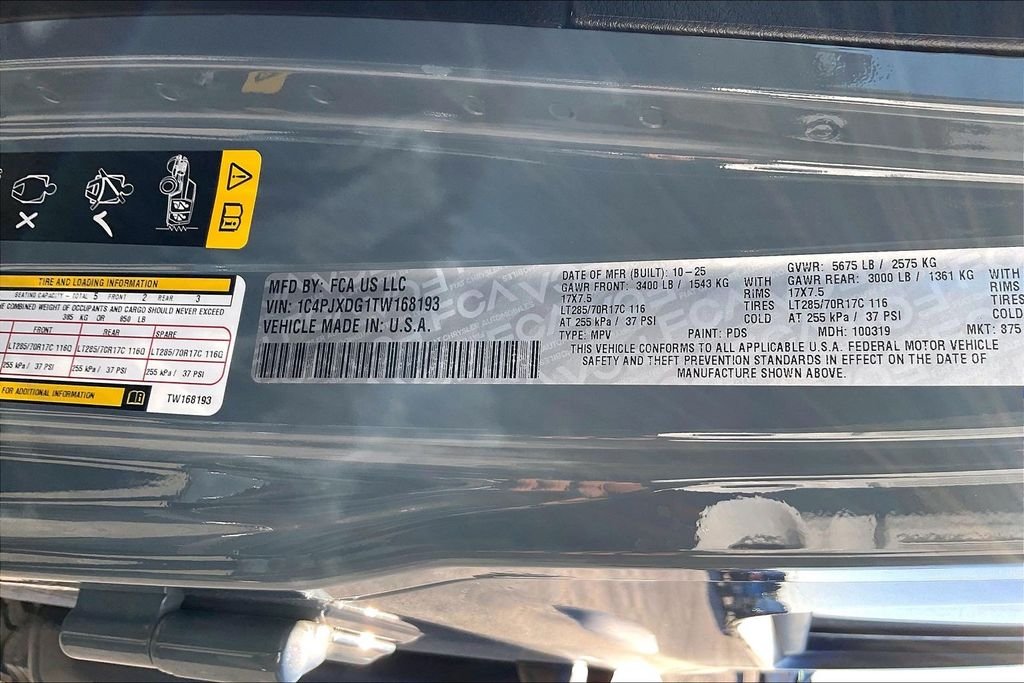 TIRE AND LOADING INFORMATION
SEATING CAPACITY - TOTAL 5 FRONT 2 REAR 3
COMBINED WEIGHT OF OCCUPANTS AND CARGO SHOULD NEVER EXCEED
385 KG OR 850 LB
FRONT REAR SPARE
LT285/70R17C 116Q LT285/70R17C 116Q LT285/70R17C 116Q
255 kPa / 37 PSI 255 kPa / 37 PSI 255 kPa / 37 PSI
FOR ADDITIONAL INFORMATION
TW168193
MFD BY: FCA US LLC
VIN: 1C4PJXDG1TW168193
VEHICLE MADE IN: U.S.A.
DATE OF MFR (BUILT): 10-25
GAWR FRONT: 3400 LB / 1543 KG WITH
17X7.5 RIMS
LT285/70R17C 116 TIRES
AT 255 kPa / 37 PSI COLD
TYPE: MPV PAINT: PDS
GVWR: 5675 LB / 2575 KG
GAWR REAR: 3000 LB / 1361 KG WITH
17X7.5 RIMS
LT285/70R17C 116 TIRES
AT 255 kPa / 37 PSI COLD
MDH: 100319 MKT: 875
THIS VEHICLE CONFORMS TO ALL APPLICABLE U.S.A. FEDERAL MOTOR VEHICLE
SAFETY AND THEFT PREVENTION STANDARDS IN EFFECT ON THE DATE OF
MANUFACTURE SHOWN ABOVE.